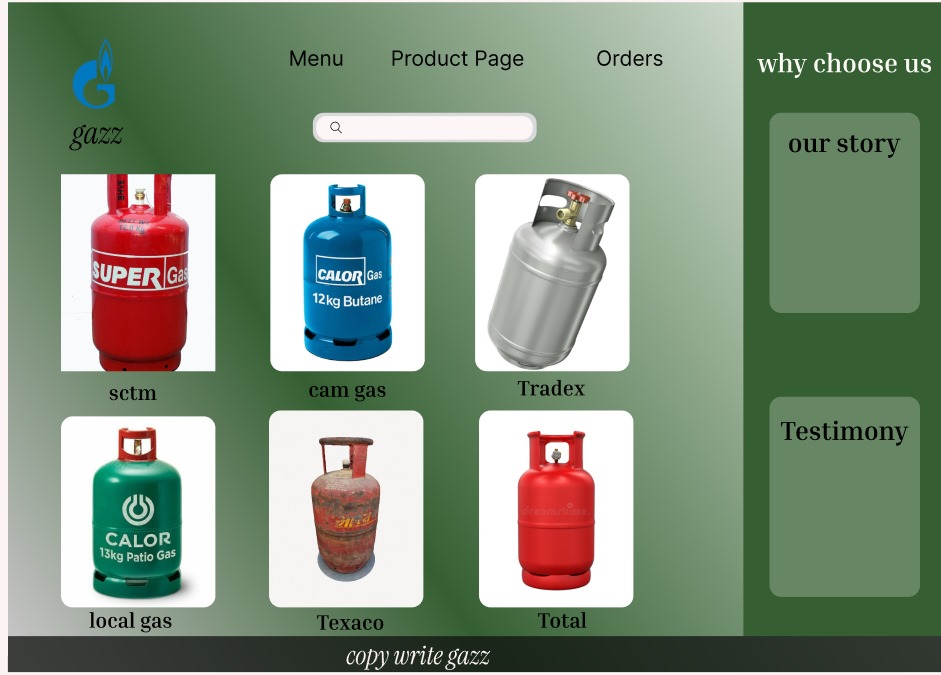 Menu
Product Page
Orders
why choose us
gazz
our story
SUPER Gas
CALOR Gas
12kg Butane
sctm
cam gas
Tradex
Testimony
CALOR
13kg Patio Gas
dreamstime
local gas
Texaco
Total
copy write gazz